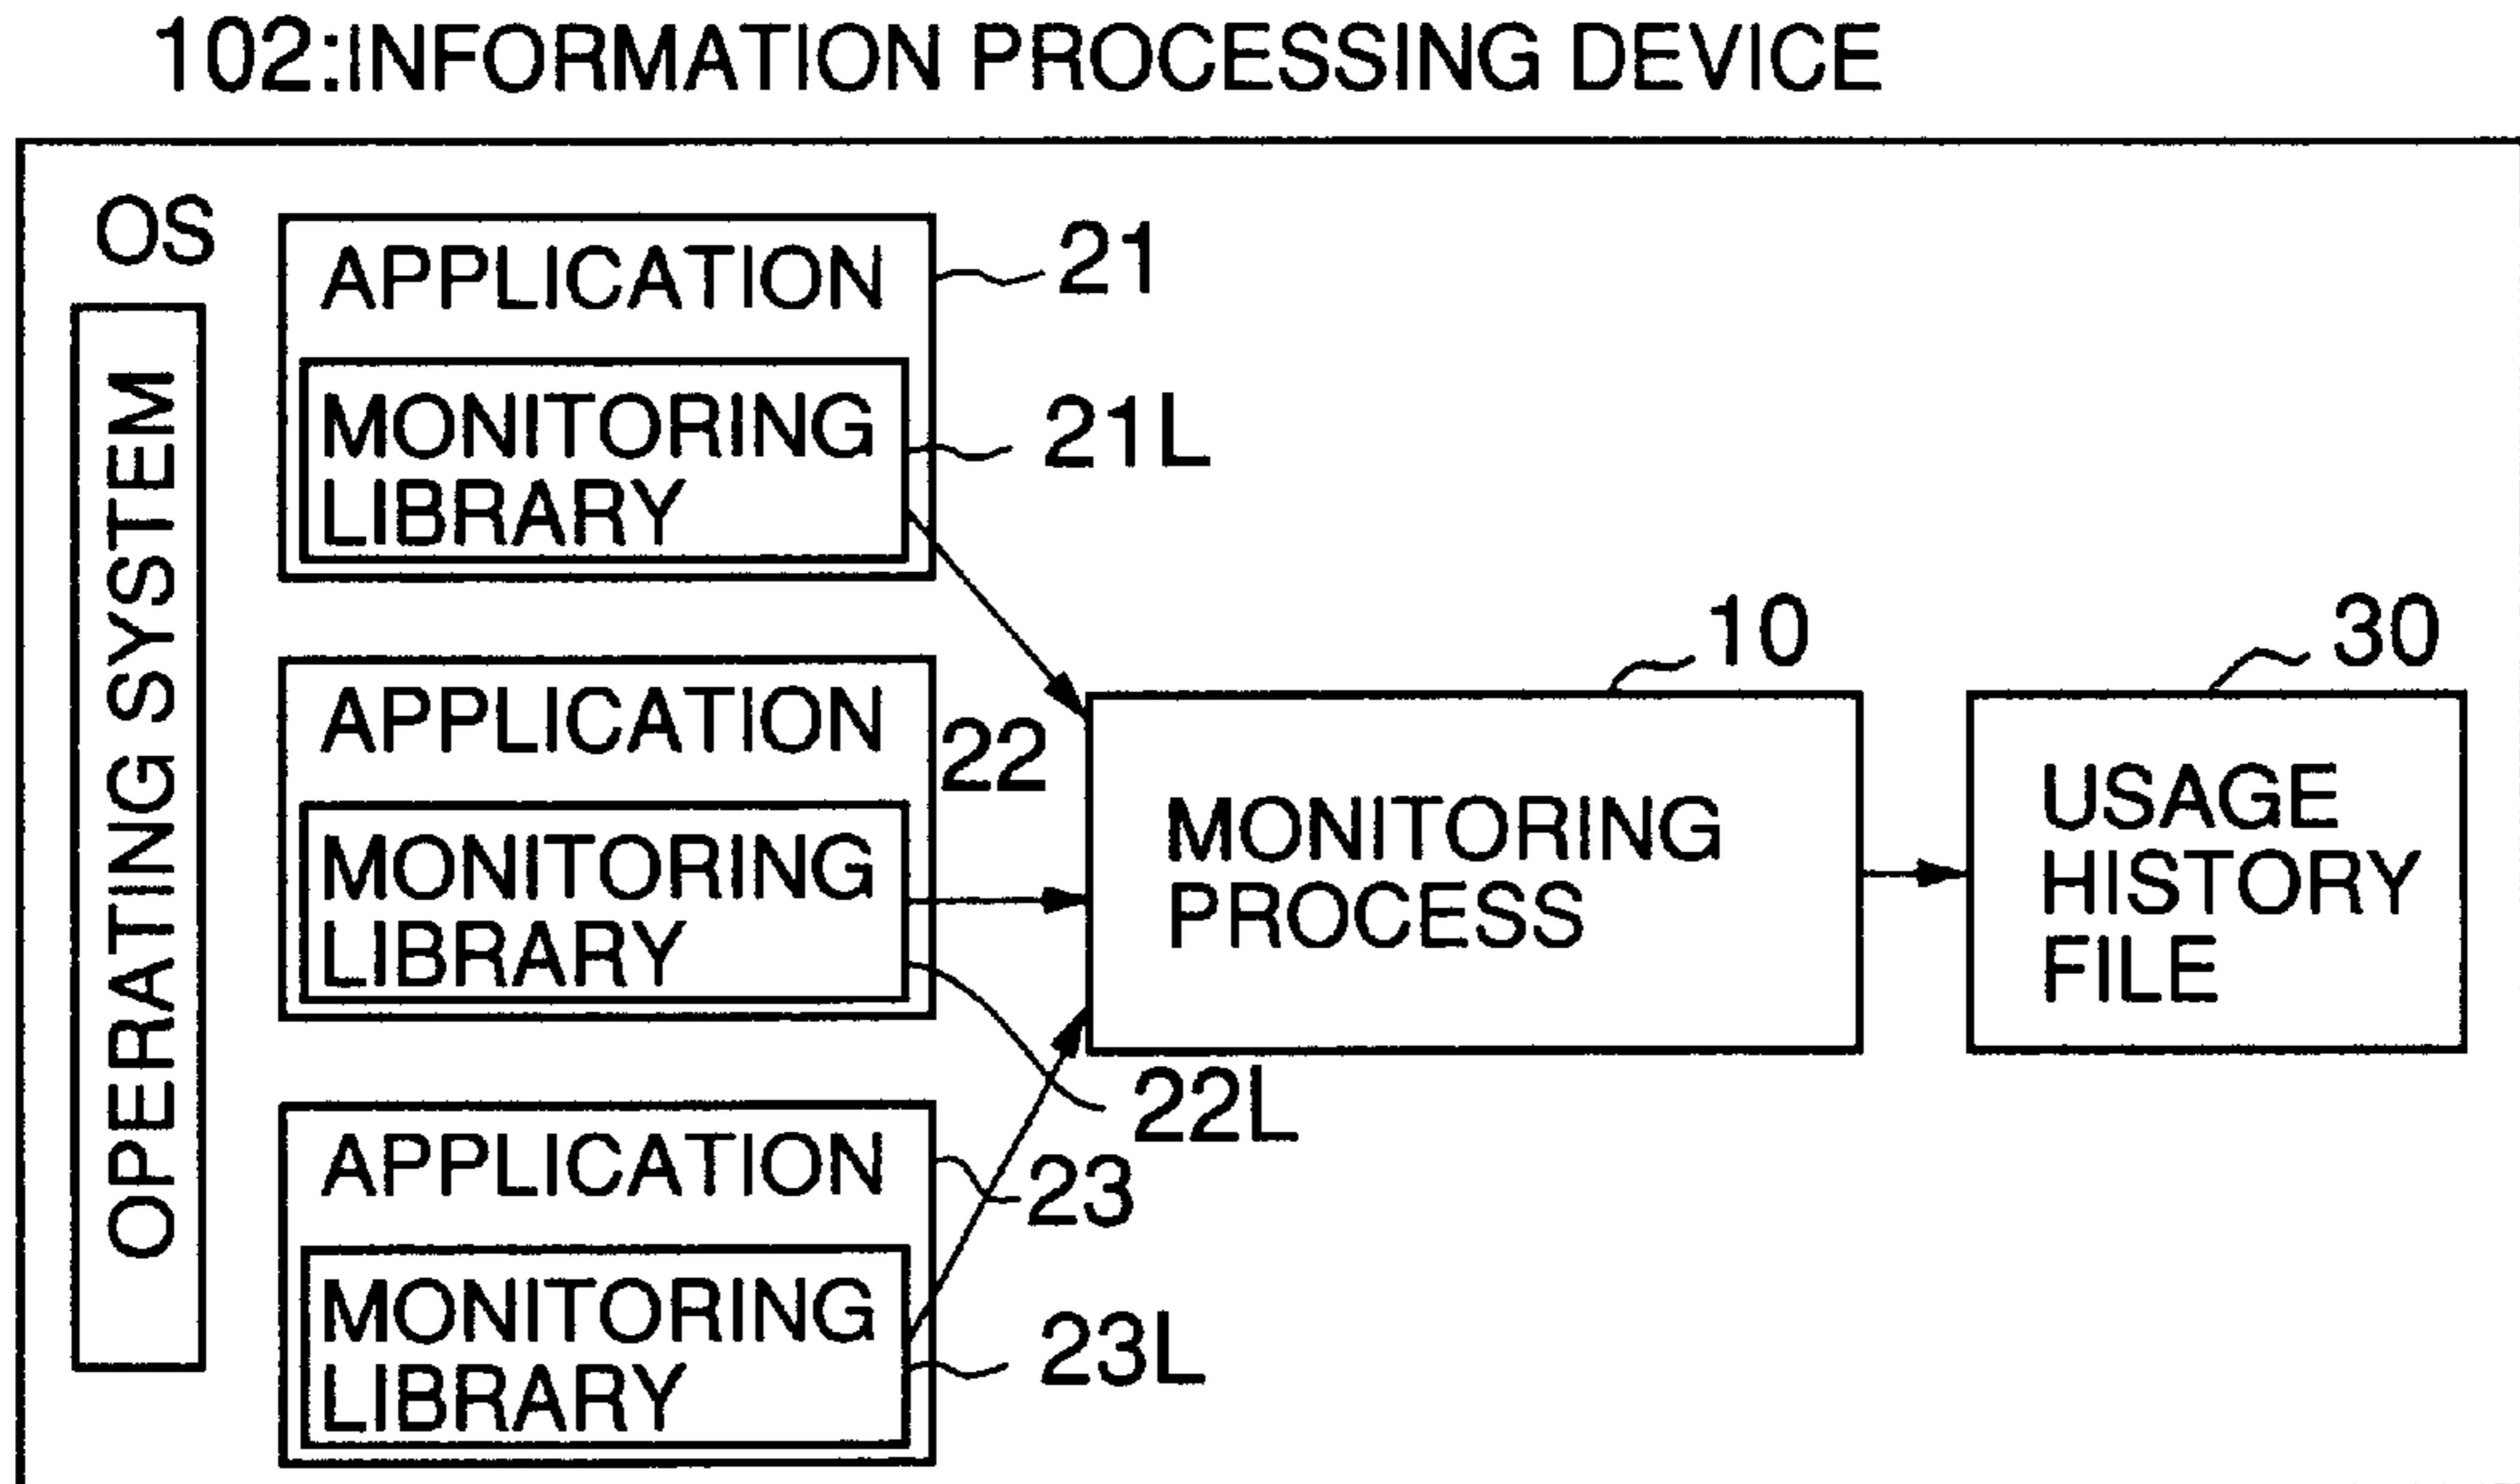 102:INFORMATION PROCESSING DEVICE
OS
OPERATING SYSTEM
APPLICATION
21
MONITORING
LIBRARY
21L
APPLICATION
22
MONITORING
LIBRARY
22L
APPLICATION
23
MONITORING
LIBRARY
23L
10
MONITORING
PROCESS
30
USAGE
HISTORY
FILE